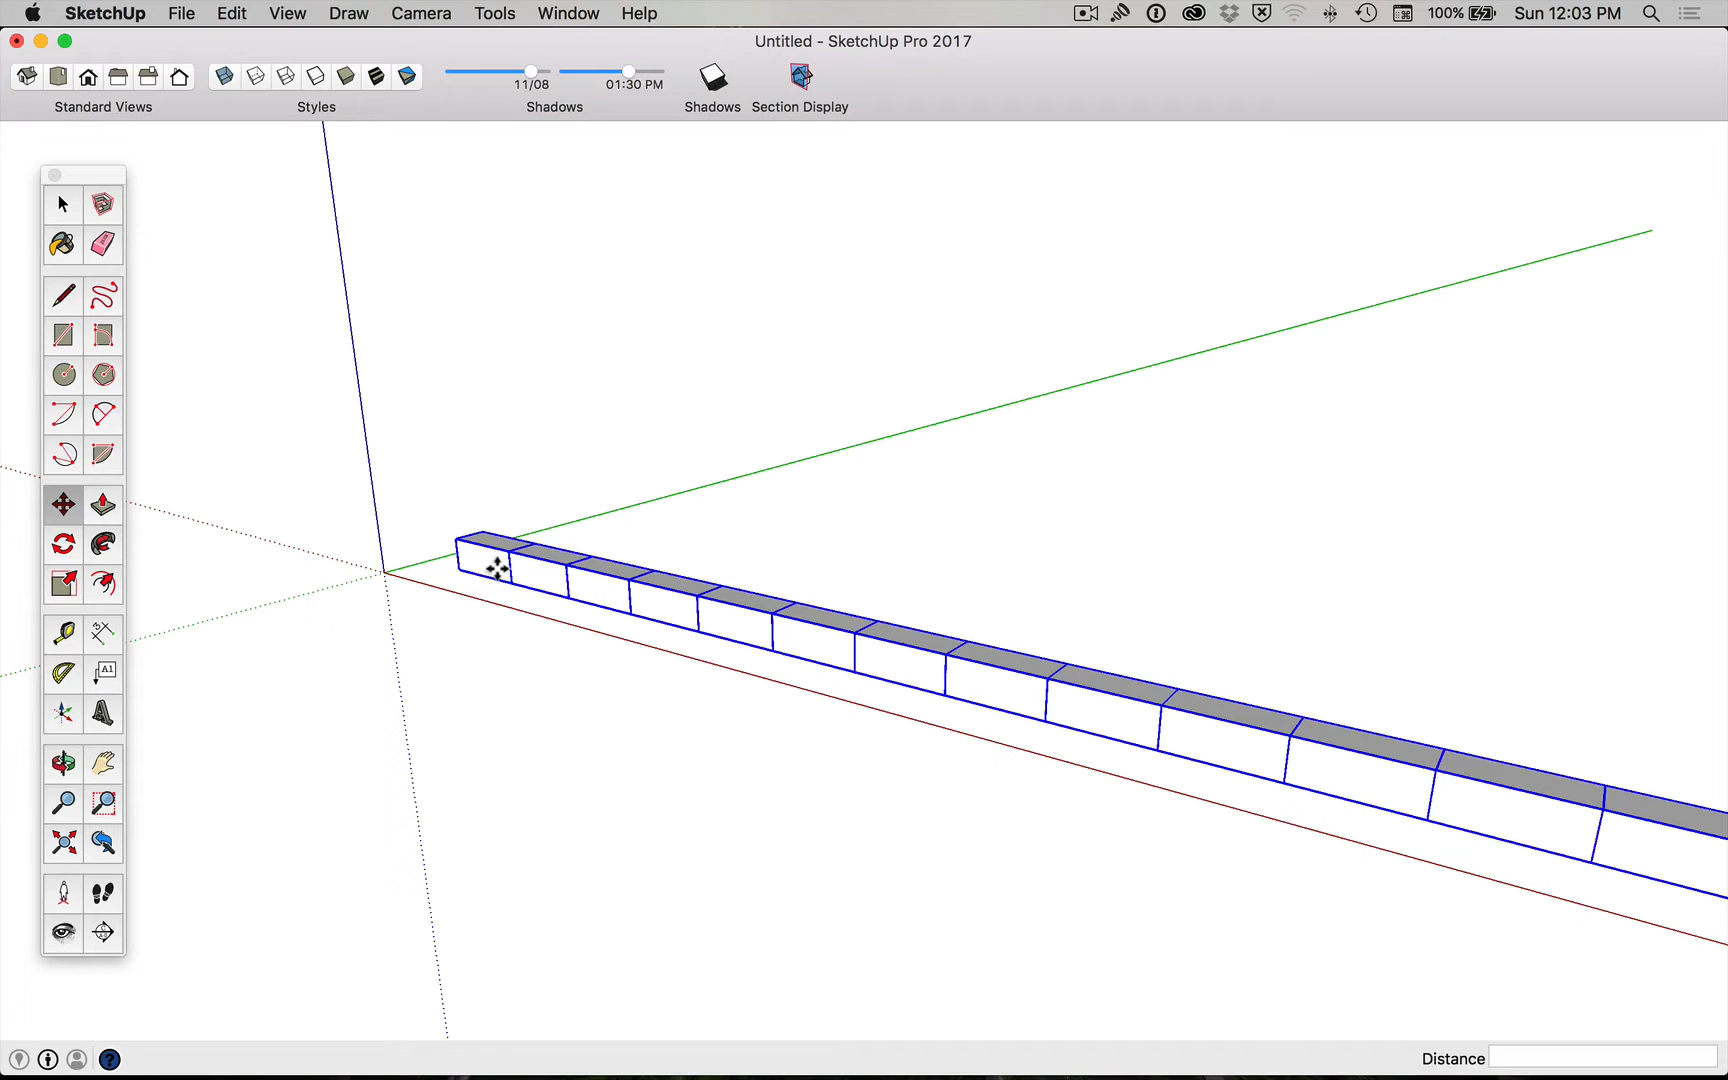 SketchUp File Edit View Draw Camera Tools Window Help 100% Sun 12:03 PM
Untitled - SketchUp Pro 2017
11/08 01:30 PM
Standard Views Styles Shadows Shadows Section Display
A1
Distance